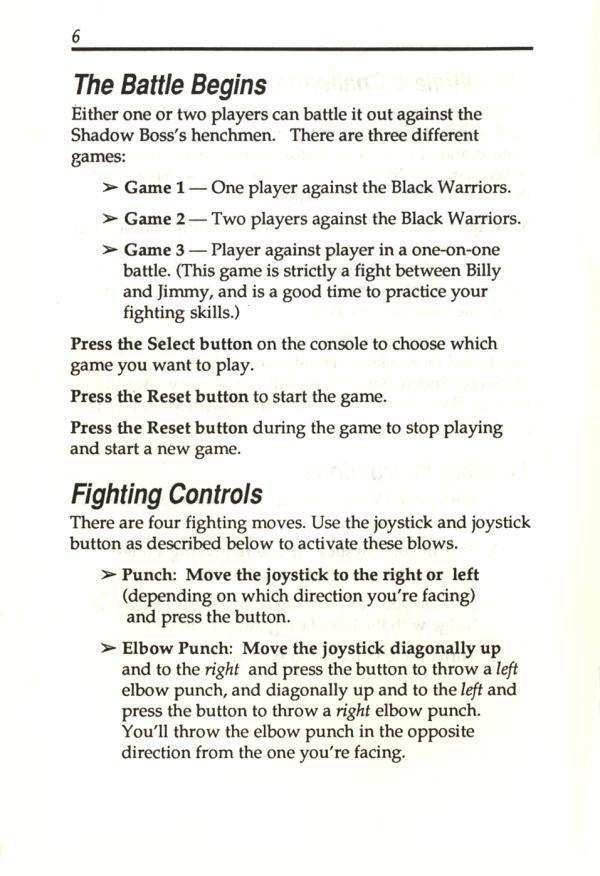 6
The Battle Begins
Either one or two players can battle it out against the
Shadow Boss's henchmen. There are three different
games:
➢ Game 1 — One player against the Black Warriors.
➢ Game 2 — Two players against the Black Warriors.
➢ Game 3 — Player against player in a one-on-one
battle. (This game is strictly a fight between Billy
and Jimmy, and is a good time to practice your
fighting skills.)
Press the Select button on the console to choose which
game you want to play.
Press the Reset button to start the game.
Press the Reset button during the game to stop playing
and start a new game.
Fighting Controls
There are four fighting moves. Use the joystick and joystick
button as described below to activate these blows.
➢ Punch: Move the joystick to the right or left
(depending on which direction you're facing)
and press the button.
➢ Elbow Punch: Move the joystick diagonally up
and to the right and press the button to throw a left
elbow punch, and diagonally up and to the left and
press the button to throw a right elbow punch.
You'll throw the elbow punch in the opposite
direction from the one you're facing.